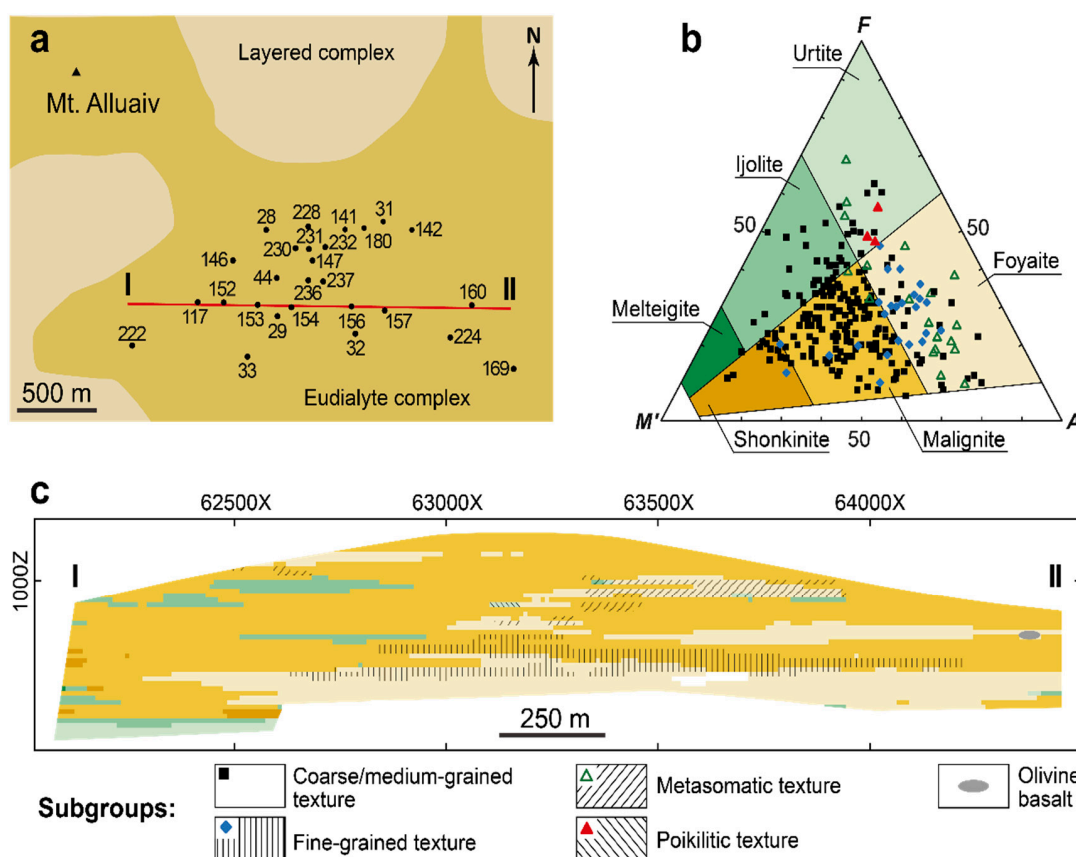 a
Layered complex
N
Mt. Alluaiv
28
228
141
31
142
230
231
232
180
146
147
44
237
236
I
II
152
160
117
153
154
156
157
29
222
32
224
33
169
500 m
Eudialyte complex
b
F
Urtite
Ijolite
50
50
Foyaite
Melteigite
M'
A
Shonkinite
50
Malignite
c
62500X
63000X
63500X
64000X
1000Z
I
II
250 m
Subgroups:
Coarse/medium-grained
texture
Metasomatic texture
Olivine
basalt
Fine-grained texture
Poikilitic texture